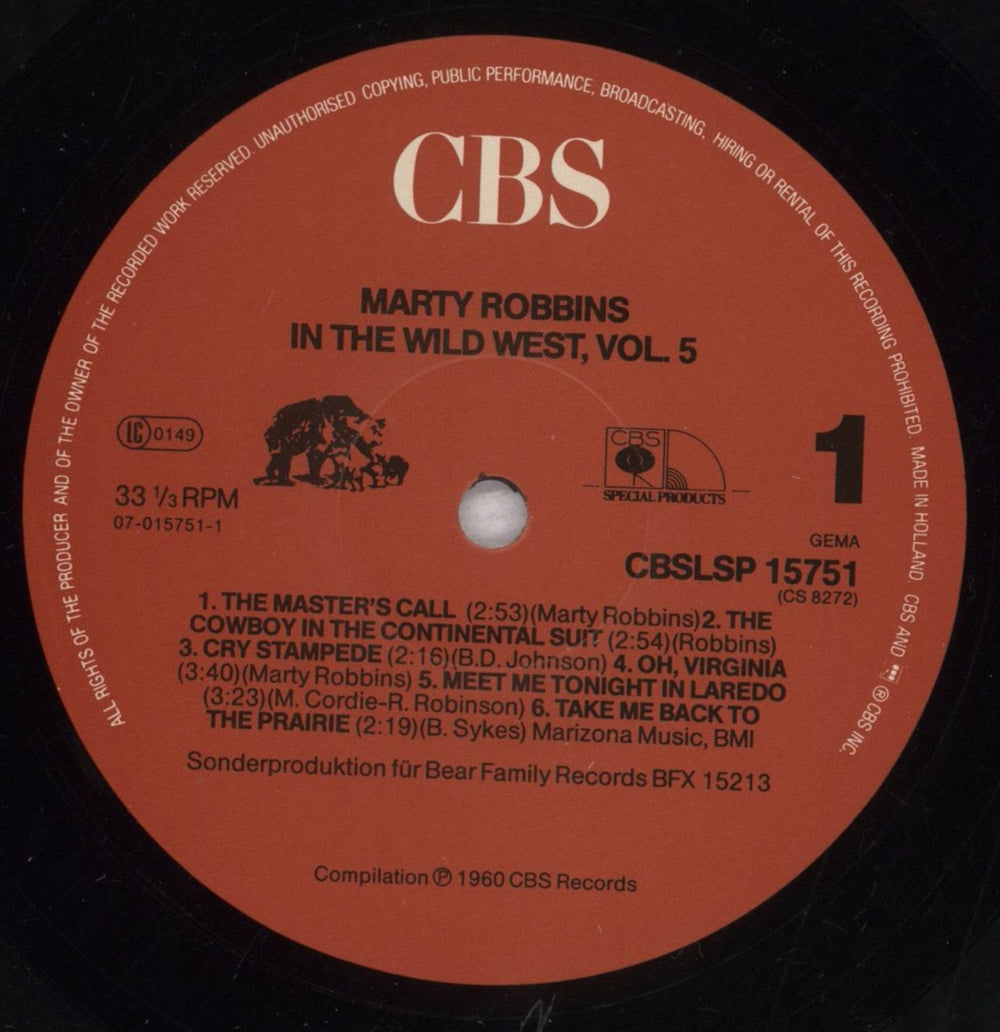 ALL RIGHTS OF THE PRODUCER AND OF THE OWNER OF THE RECORDED WORK RESERVED. UNAUTHORISED COPYING, PUBLIC PERFORMANCE, BROADCASTING, HIRING OR RENTAL OF THIS RECORDING PROHIBITED. MADE IN HOLLAND. CBS AND ® CBS INC.
CBS
MARTY ROBBINS
IN THE WILD WEST, VOL. 5
LC 0149
33 1/3 RPM
07-015751-1
CBS
SPECIAL PRODUCTS
1
GEMA
CBSLSP 15751
(CS 8272)
1. THE MASTER'S CALL (2:53)(Marty Robbins)2. THE
COWBOY IN THE CONTINENTAL SUIT (2:54)(Robbins)
3. CRY STAMPEDE (2:16)(B.D. Johnson) 4. OH, VIRGINIA
(3:40)(Marty Robbins) 5. MEET ME TONIGHT IN LAREDO
(3:23)(M. Cordie-R. Robinson) 6. TAKE ME BACK TO
THE PRAIRIE (2:19)(B. Sykes) Marizona Music, BMI
Sonderproduktion für Bear Family Records BFX 15213
Compilation ℗ 1960 CBS Records